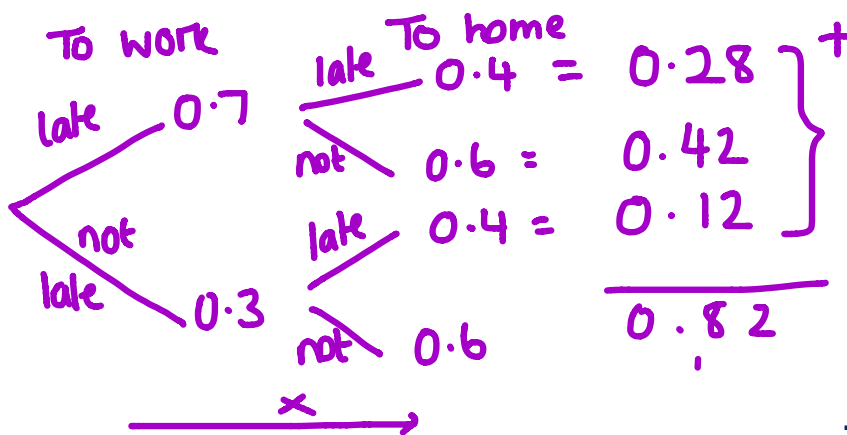 To work To home
late 0.4 = 0.28 +
late 0.7
not 0.6 = 0.42
late 0.4 = 0.12
not
late 0.3
not 0.6 0.82
×